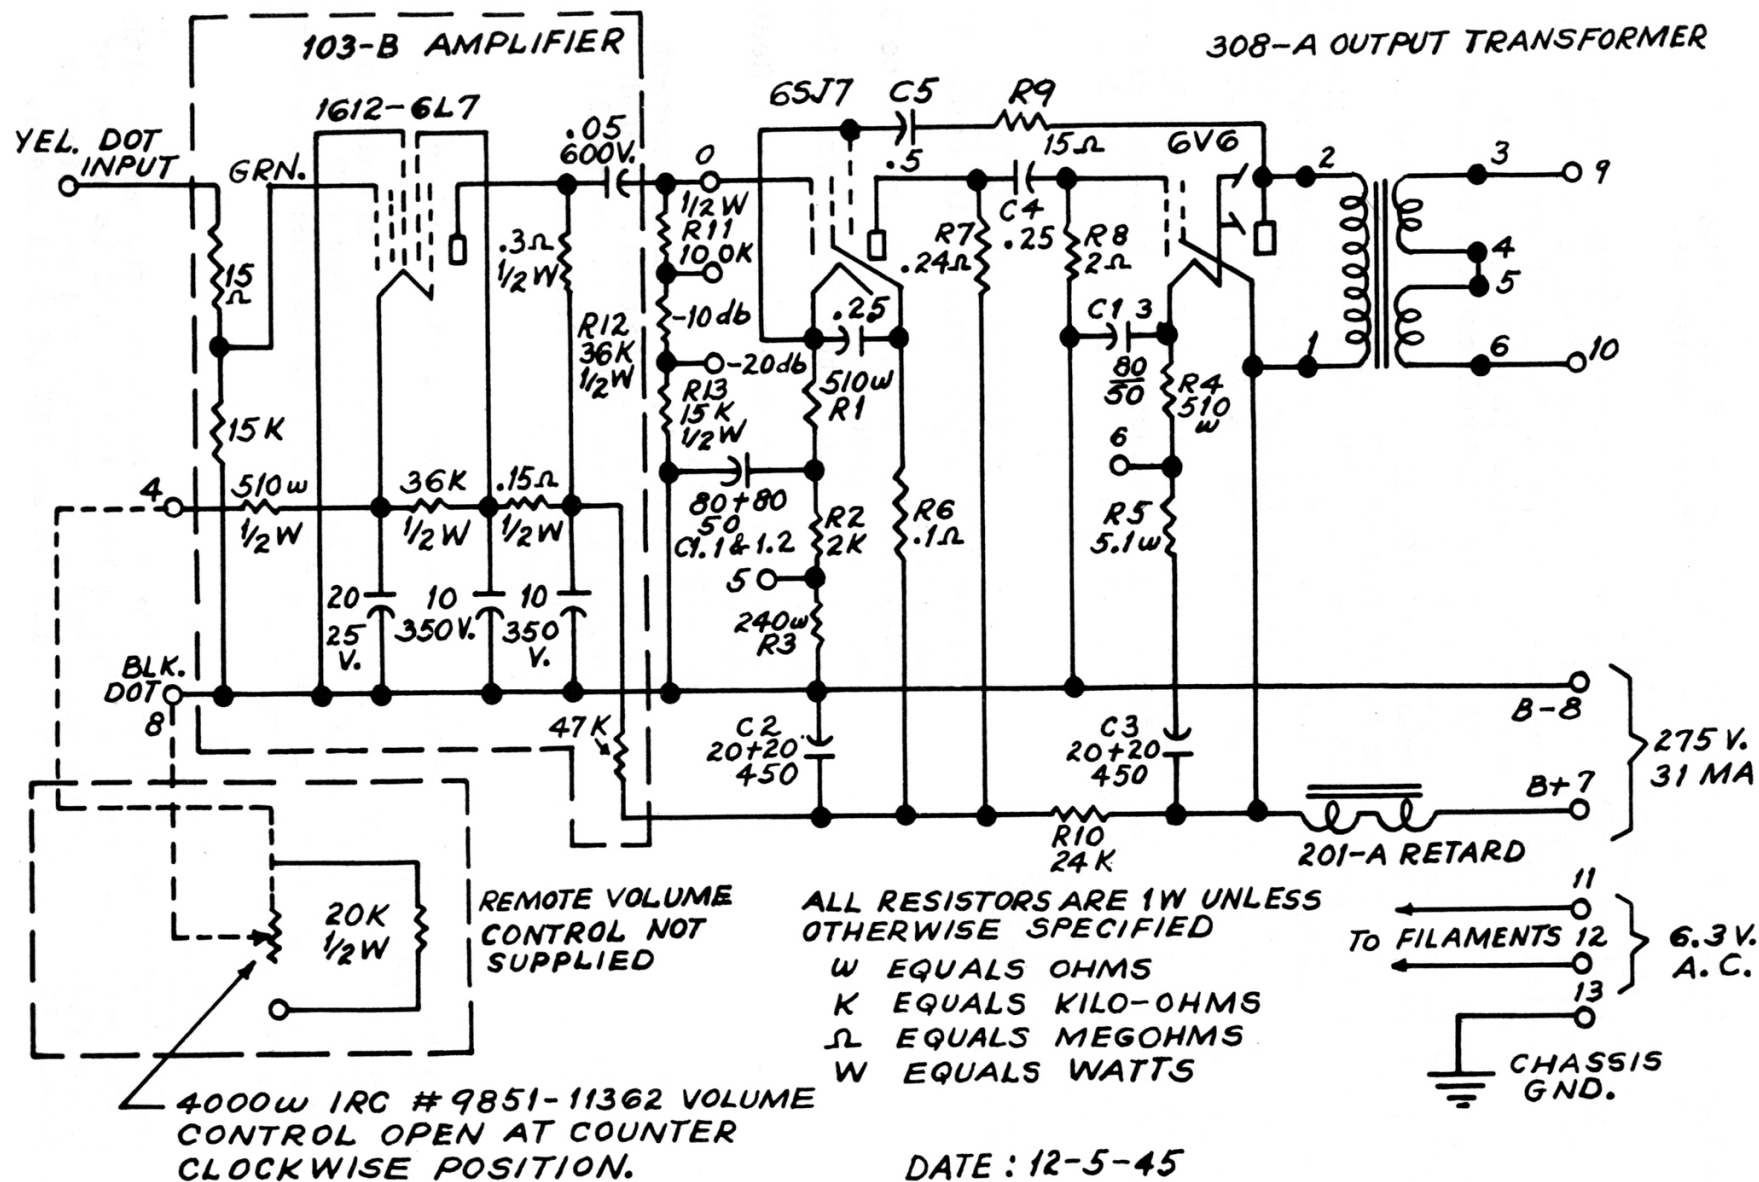 103-B AMPLIFIER
308-A OUTPUT TRANSFORMER
1612-6L7
YEL. DOT
INPUT
GRN.
.05
600V.
0
6SJ7
C5
.5
R9
15Ω
6V6
2
3
9
4
5
1
6
10
15
Ω
15K
.3Ω
1/2W
1/2W
R11
100K
-10db
R12
36K
1/2W
-20db
R13
15K
1/2W
.25
510ω
R1
R7
.24Ω
C4
.25
R8
2Ω
C1.3
80
50
R4
510
ω
6
R5
5.1ω
4
510ω
1/2W
36K
1/2W
.15Ω
1/2W
80+80
50
C1.1 & 1.2
R2
2K
5
240ω
R3
R6
.1Ω
20
25
V.
10
350V.
10
350
V.
BLK.
DOT
8
47K
C2
20+20
450
C3
20+20
450
B-8
B+7
275 V.
31 MA
R10
24K
201-A RETARD
20K
1/2W
REMOTE VOLUME
CONTROL NOT
SUPPLIED
ALL RESISTORS ARE 1W UNLESS
OTHERWISE SPECIFIED
ω EQUALS OHMS
K EQUALS KILO-OHMS
Ω EQUALS MEGOHMS
W EQUALS WATTS
11
TO FILAMENTS 12
13
6.3V.
A.C.
CHASSIS
GND.
4000ω IRC #9851-11362 VOLUME
CONTROL OPEN AT COUNTER
CLOCKWISE POSITION.
DATE: 12-5-45